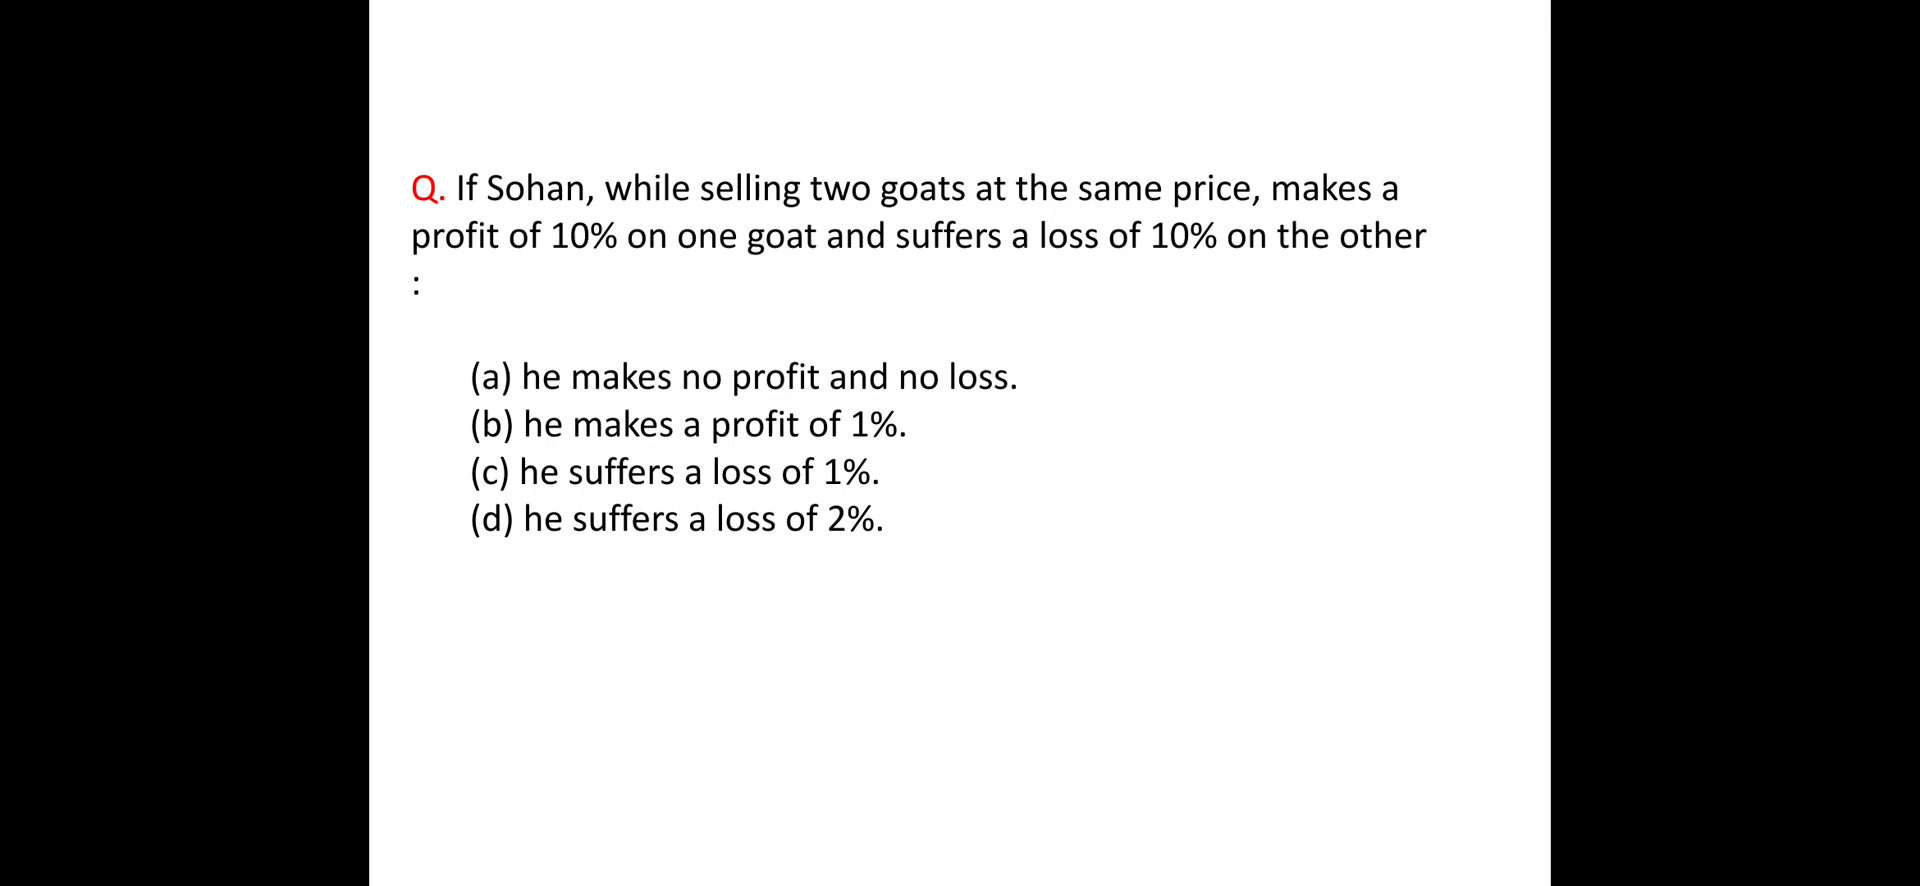 Q. If Sohan, while selling two goats at the same price, makes a
profit of 10% on one goat and suffers a loss of 10% on the other
:
(a) he makes no profit and no loss.
(b) he makes a profit of 1%.
(c) he suffers a loss of 1%.
(d) he suffers a loss of 2%.